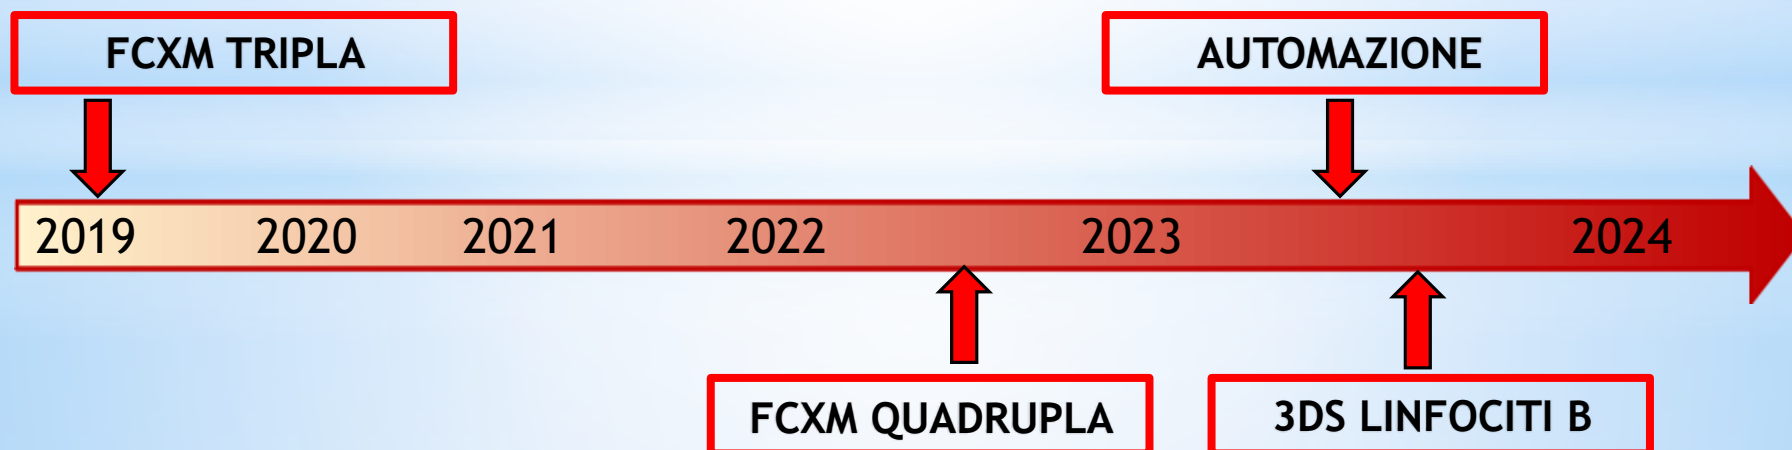 FCXM TRIPLA
AUTOMAZIONE
2019 2020 2021 2022 2023 2024
FCXM QUADRUPLA
3DS LINFOCITI B